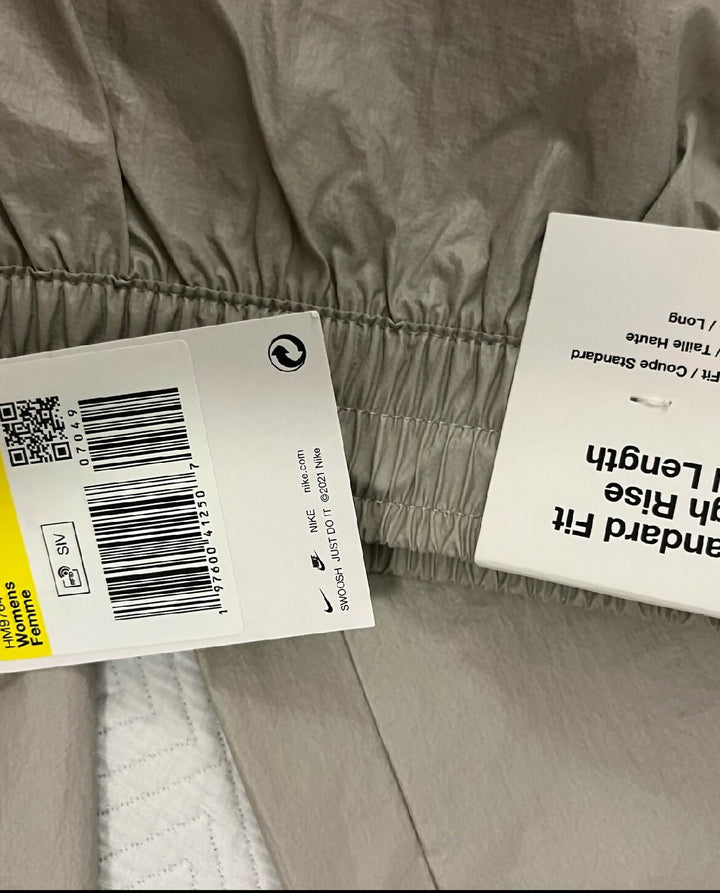 Womens
Femme
SIV
07049
1 97600 41250 7
NIKE nike.com
SWOOSH JUST DO IT ©2021 Nike
andard Fit
gh Rise
Length
Fit / Coupe Standard
/ Taille Haute
/ Long